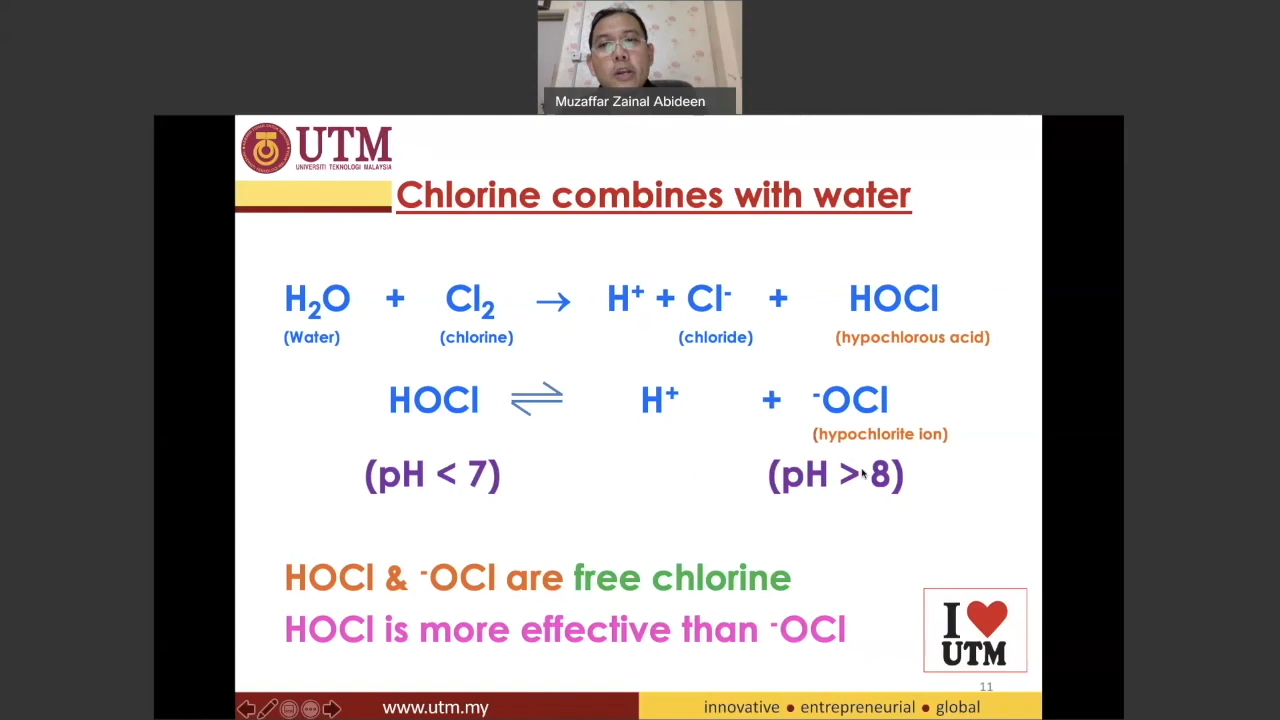 Muzaffar Zainal Abideen
UTM
UNIVERSITI TEKNOLOGI MALAYSIA
Chlorine combines with water
H₂O + Cl₂ → H⁺ + Cl⁻ + HOCl
(Water) (chlorine) (chloride) (hypochlorous acid)
HOCl ⇌ H⁺ + ⁻OCl
(hypochlorite ion)
(pH < 7) (pH > 8)
HOCl & ⁻OCl are free chlorine
HOCl is more effective than ⁻OCl
I ♥
UTM
11
www.utm.my innovative ● entrepreneurial ● global